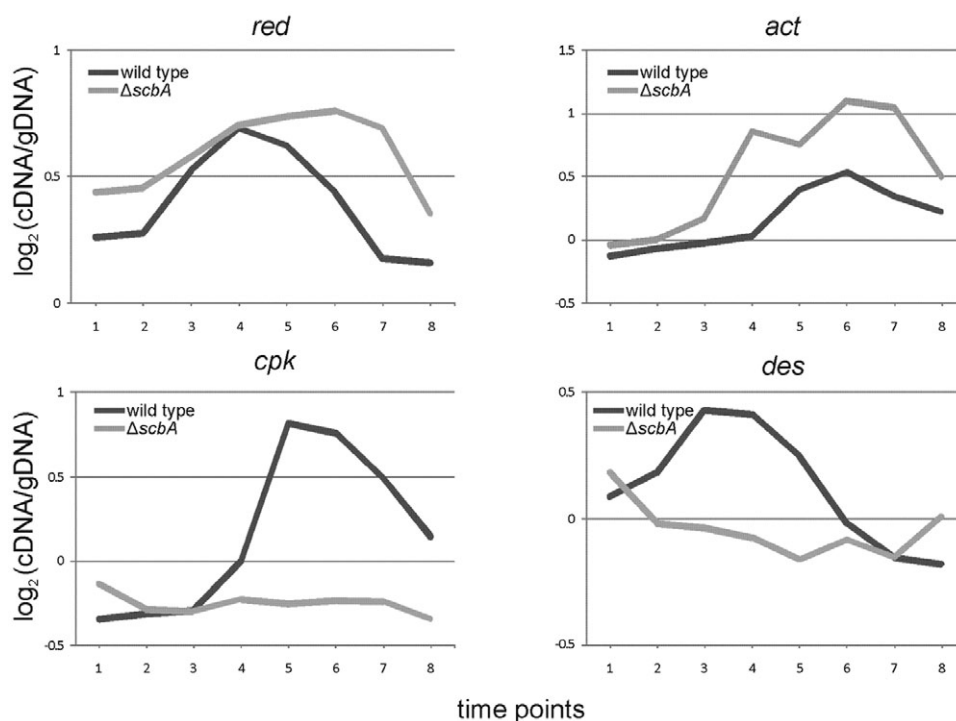 red
1
wild type
ΔscbA
0.5
0
log₂(cDNA/gDNA)
1 2 3 4 5 6 7 8
act
1.5
wild type
ΔscbA
1
0.5
0
-0.5
1 2 3 4 5 6 7 8
cpk
1
wild type
ΔscbA
0.5
0
-0.5
log₂(cDNA/gDNA)
1 2 3 4 5 6 7 8
des
0.5
wild type
ΔscbA
0
-0.5
1 2 3 4 5 6 7 8
time points